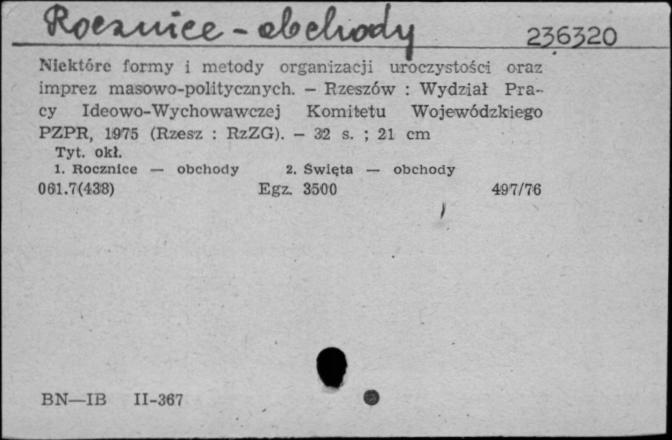 Rocznice - obchody 236320
Niektóre formy i metody organizacji uroczystości oraz
imprez masowo-politycznych. — Rzeszów : Wydział Pra-
cy Ideowo-Wychowawczej Komitetu Wojewódzkiego
PZPR, 1975 (Rzesz : RzZG). — 32 s. ; 21 cm
Tyt. okł.
1. Rocznice — obchody 2. Święta — obchody
061.7(438) Egz. 3500 497/76
BN—IB II-367